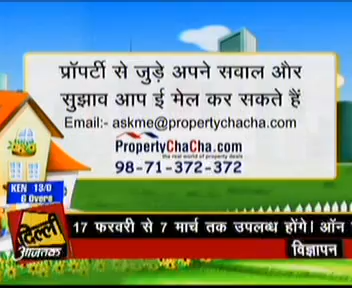 प्रॉपर्टी से जुड़े अपने सवाल और
सुझाव आप ई मेल कर सकते हैं
Email:- askme@propertychacha.com
PropertyChaCha.com
the real world of property deals
98-71-372-372
KEN 13/0
6 Overs
दिल्ली
आजतक
17 फरवरी से 7 मार्च तक उपलब्ध होंगे। ऑन
विज्ञापन